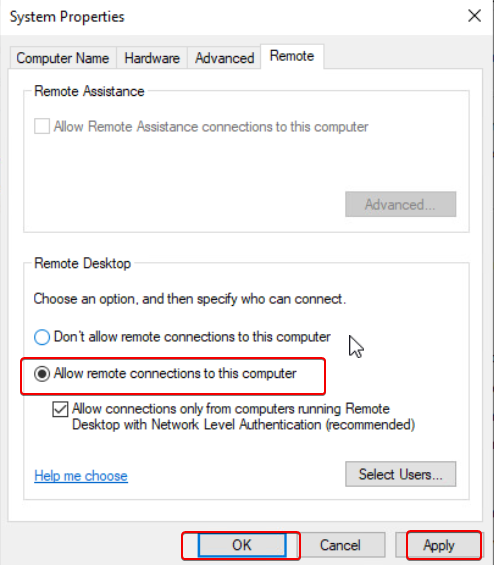 System Properties
Computer Name
Hardware
Advanced
Remote
Remote Assistance
Allow Remote Assistance connections to this computer
Advanced...
Remote Desktop
Choose an option, and then specify who can connect.
Don't allow remote connections to this computer
Allow remote connections to this computer
Allow connections only from computers running Remote
Desktop with Network Level Authentication (recommended)
Help me choose
Select Users...
OK
Cancel
Apply